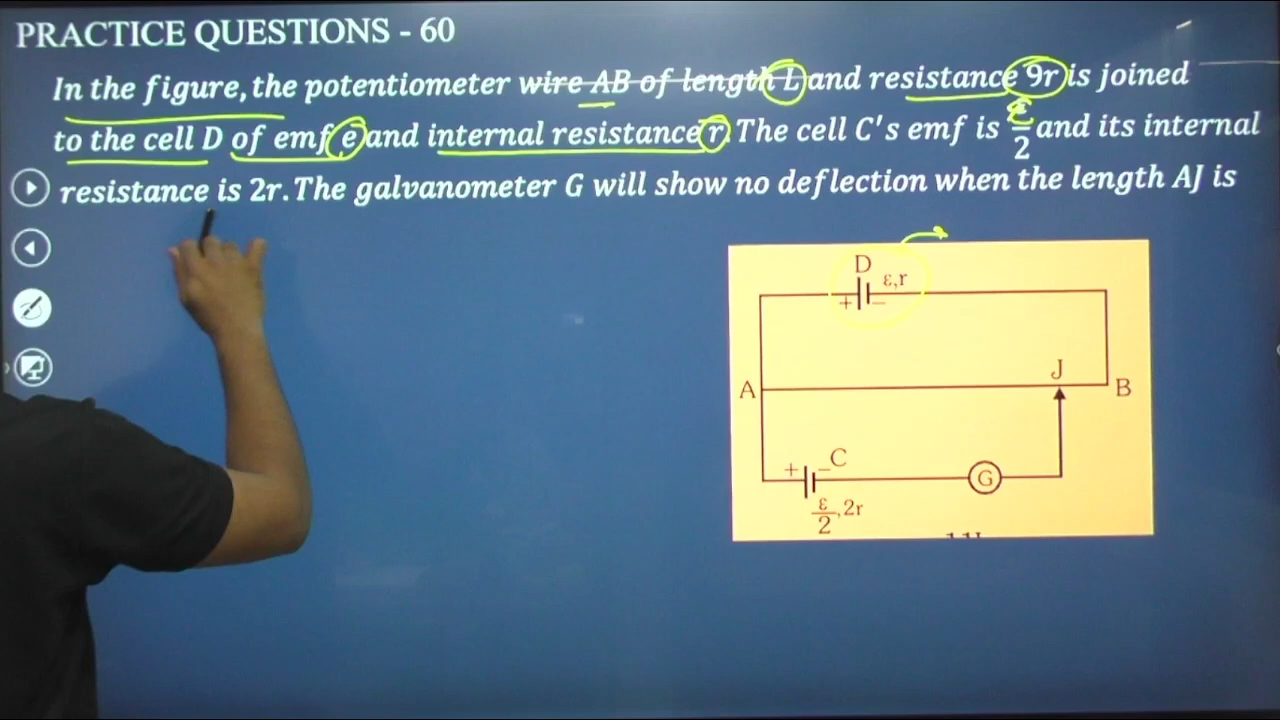 PRACTICE QUESTIONS - 60
In the figure, the potentiometer wire AB of length L and resistance 9r is joined
to the cell D of emf e and internal resistance r. The cell C's emf is ε/2 and its internal
resistance is 2r. The galvanometer G will show no deflection when the length AJ is
D
ε,r
+ −
A
J
B
+ − C
G
ε/2, 2r